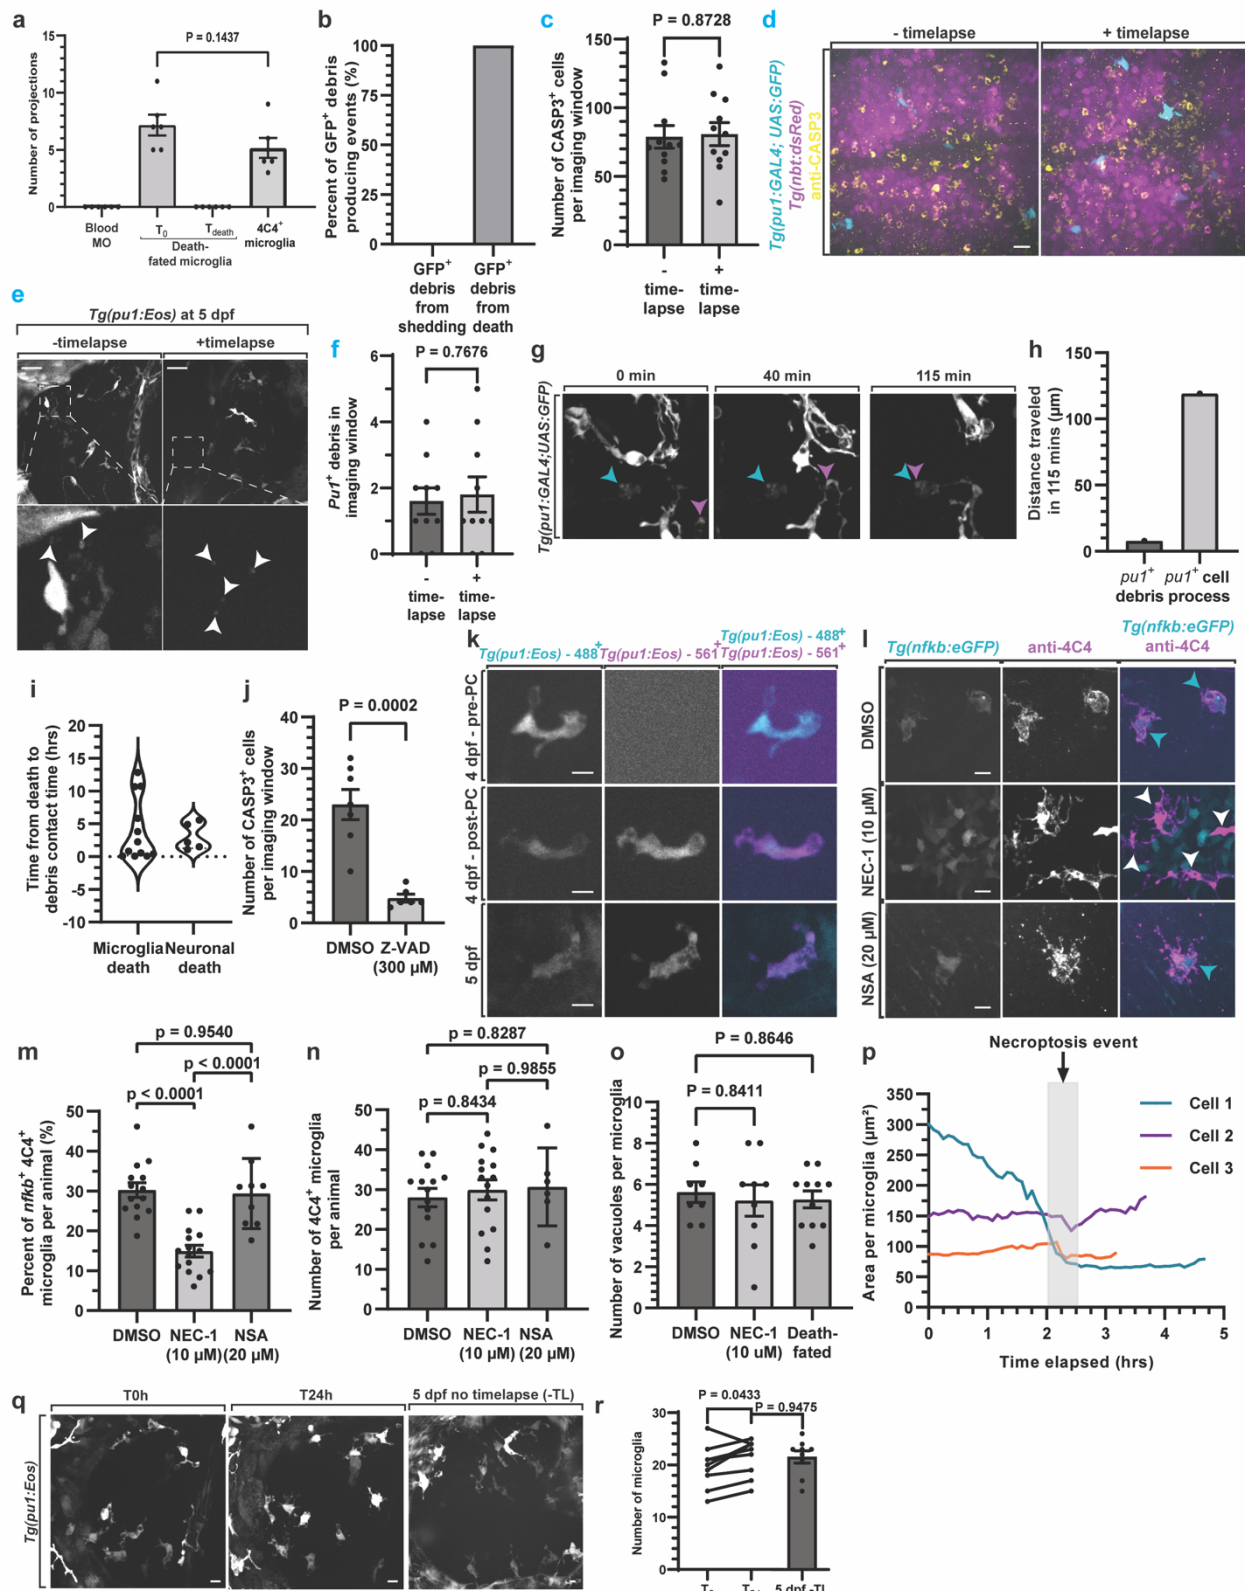 a
P = 0.1437
Number of projections
15
10
5
0
Blood
MO
T0
Tdeath
4C4+
microglia
Death-
fated microglia
b
Percent of GFP+ debris
producing events (%)
100
75
50
25
0
GFP+
debris
from
shedding
GFP+
debris
from
death
c
P = 0.8728
Number of CASP3+ cells
per imaging window
150
100
50
0
-
time-
lapse
+
time-
lapse
d
- timelapse
+ timelapse
Tg(pu1:GAL4; UAS:GFP)
Tg(nbt:dsRed)
anti-CASP3
e
Tg(pu1:Eos) at 5 dpf
-timelapse
+timelapse
f
P = 0.7676
Pu1+ debris in
imaging window
6
4
2
0
-
time-
lapse
+
time-
lapse
g
0 min
40 min
115 min
Tg(pu1:GAL4;UAS:GFP)
h
Distance traveled
in 115 mins (µm)
150
100
50
0
pu1+
debris
pu1+ cell
process
i
Time from death to
debris contact time (hrs)
20
15
10
5
0
-5
-10
Microglia
death
Neuronal
death
j
P = 0.0002
Number of CASP3+ cells
per imaging window
40
30
20
10
0
DMSO
Z-VAD
(300 µM)
k
Tg(pu1:Eos) - 488+
Tg(pu1:Eos) - 561+
Tg(pu1:Eos) - 488+
Tg(pu1:Eos) - 561+
4 dpf - pre-PC
4 dpf - post-PC
5 dpf
l
Tg(nfkb:eGFP)
anti-4C4
Tg(nfkb:eGFP)
anti-4C4
DMSO
NEC-1 (10 µM)
NSA (20 µM)
m
p = 0.9540
p < 0.0001
p < 0.0001
Percent of nfkb+ 4C4+
microglia per animal (%)
50
40
30
20
10
0
DMSO
NEC-1
(10 µM)
NSA
(20 µM)
n
p = 0.8287
p = 0.9855
p = 0.8434
Number of 4C4+ microglia
per animal
50
40
30
20
10
0
DMSO
NEC-1
(10 µM)
NSA
(20 µM)
o
P = 0.8646
P = 0.8411
Number of vacuoles per microglia
10
8
6
4
2
0
DMSO
NEC-1
(10 uM)
Death-
fated
p
Necroptosis event
Area per microglia (µm²)
350
300
250
200
150
100
50
0
0
1
2
3
4
5
Time elapsed (hrs)
Cell 1
Cell 2
Cell 3
q
T0h
T24h
5 dpf no timelapse (-TL)
Tg(pu1:Eos)
r
P = 0.0433
P = 0.9475
Number of microglia
30
20
10
0
5 dpf -TL